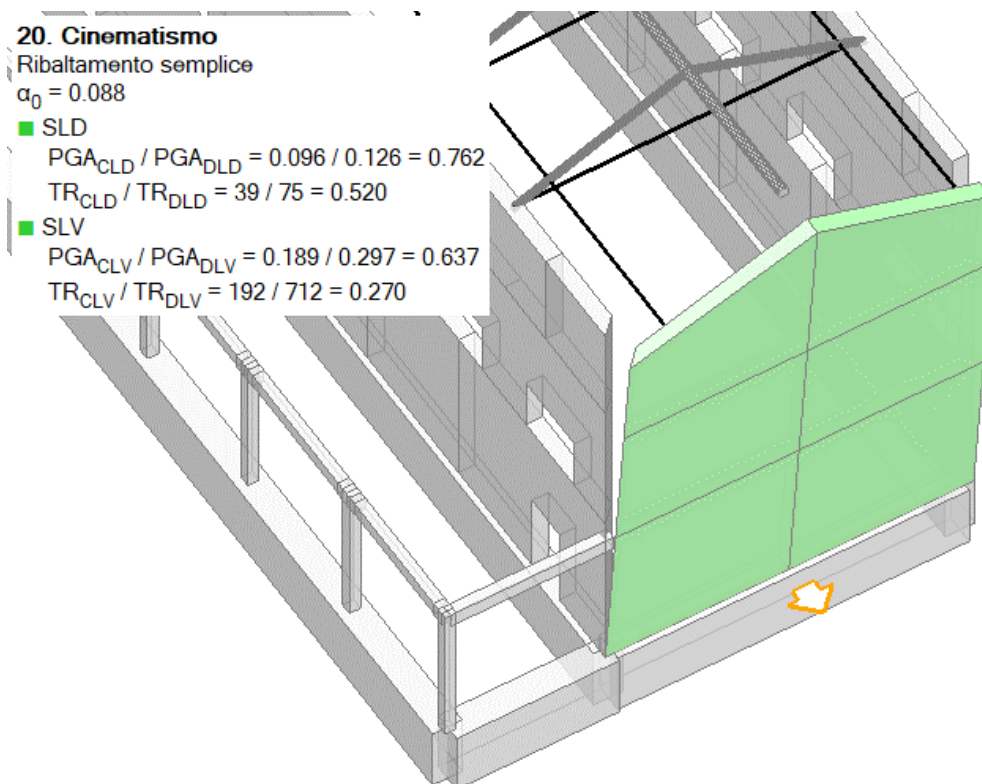 20. Cinematismo
Ribaltamento semplice
α0 = 0.088
SLD
PGACLD / PGADLD = 0.096 / 0.126 = 0.762
TRCLD / TRDLD = 39 / 75 = 0.520
SLV
PGACLV / PGADLV = 0.189 / 0.297 = 0.637
TRCLV / TRDLV = 192 / 712 = 0.270